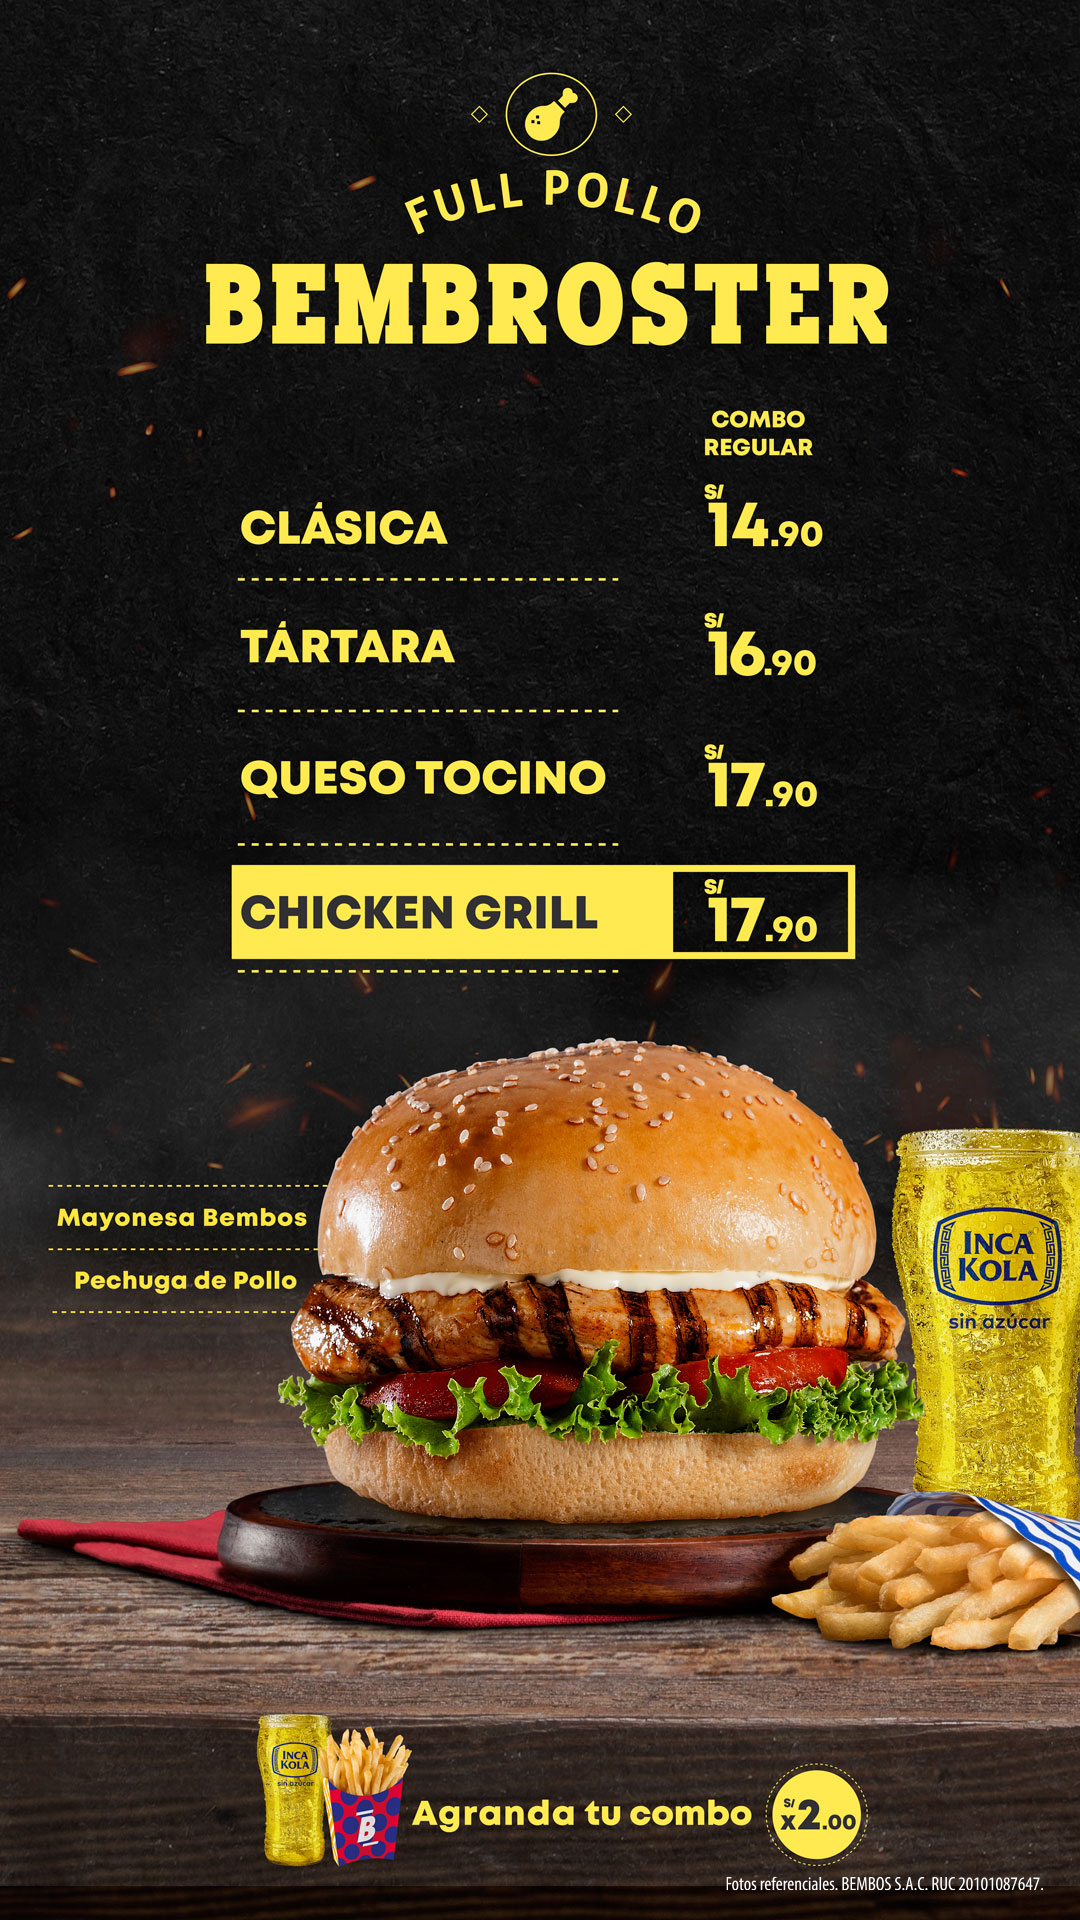 FULL POLLO
BEMBROSTER
COMBO
REGULAR
CLÁSICA S/14.90
TÁRTARA S/16.90
QUESO TOCINO S/17.90
CHICKEN GRILL S/17.90
Mayonesa Bembos
Pechuga de Pollo
INCA
KOLA
sin azúcar
INCA
KOLA
sin azúcar
B
Agranda tu combo S/x2.00
Fotos referenciales. BEMBOS S.A.C. RUC 20101087647.